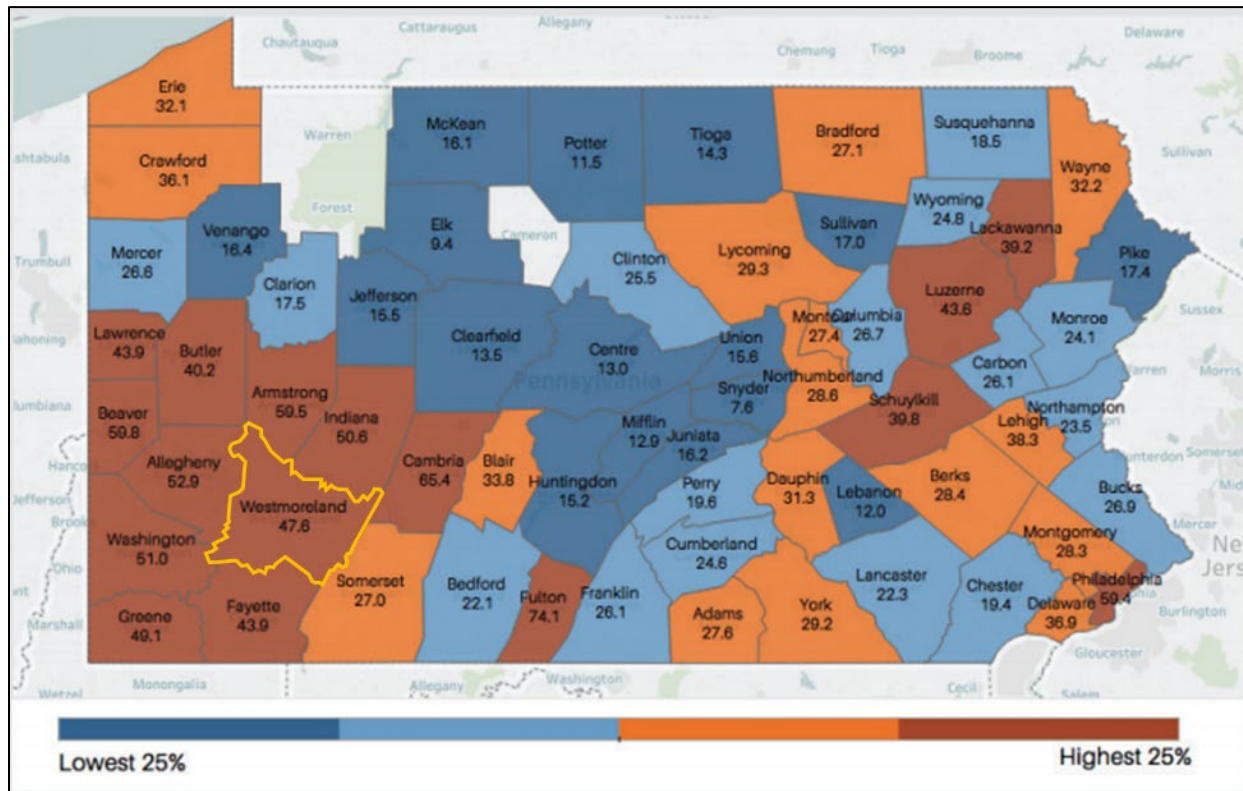 Cattaraugus
Allegany
Chautauqua
Chemung
Tioga
Broome
Delaware
Erie
32.1
McKean
16.1
Potter
11.5
Tioga
14.3
Bradford
27.1
Susquehanna
18.5
Warren
Crawford
36.1
Wayne
32.2
Sullivan
Forest
Venango
16.4
Elk
9.4
Cameron
Sullivan
17.0
Wyoming
24.8
Lackawanna
39.2
Mercer
26.6
Trumbull
Clarion
17.5
Jefferson
15.5
Clinton
25.5
Lycoming
29.3
Pike
17.4
Luzerne
43.6
Sussex
Lawrence
43.9
Butler
40.2
Clearfield
13.5
Centre
13.0
Pennsylvania
Union
15.6
Montour
27.4
Columbia
26.7
Monroe
24.1
Carbon
26.1
Warren
Morris
Armstrong
59.5
Indiana
50.6
Snyder
7.6
Northumberland
28.6
Schuylkill
39.8
Northampton
23.5
Lehigh
38.3
Beaver
59.8
Mifflin
12.9
Juniata
16.2
Allegheny
52.9
Cambria
65.4
Blair
33.8
Huntingdon
15.2
Perry
19.6
Dauphin
31.3
Lebanon
12.0
Berks
28.4
Bucks
26.9
Somerset
Jefferson
Westmoreland
47.6
Mercer
Washington
51.0
Ohio
Cumberland
24.6
Montgomery
28.3
Somerset
27.0
Bedford
22.1
Fulton
74.1
Franklin
26.1
Lancaster
22.3
Chester
19.4
Philadelphia
59.4
Delaware
36.9
Burlington
Greene
49.1
Fayette
43.9
Adams
27.6
York
29.2
Marshall
Gloucester
Wetzel
Monongalia
Allegany
Washington
Cecil
Salem
Lowest 25%
Highest 25%